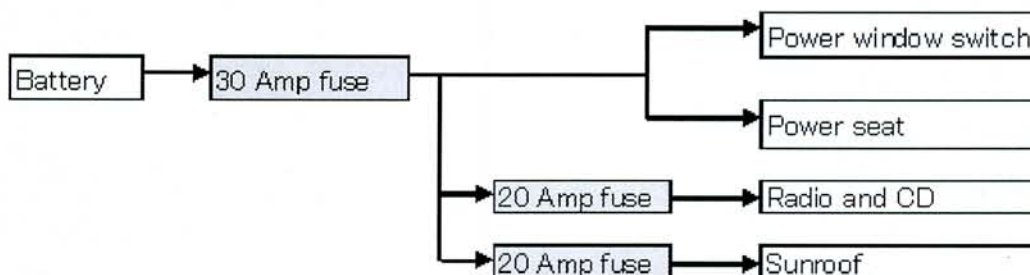 Power window switch
Battery
30 Amp fuse
Power seat
20 Amp fuse
Radio and CD
20 Amp fuse
Sunroof